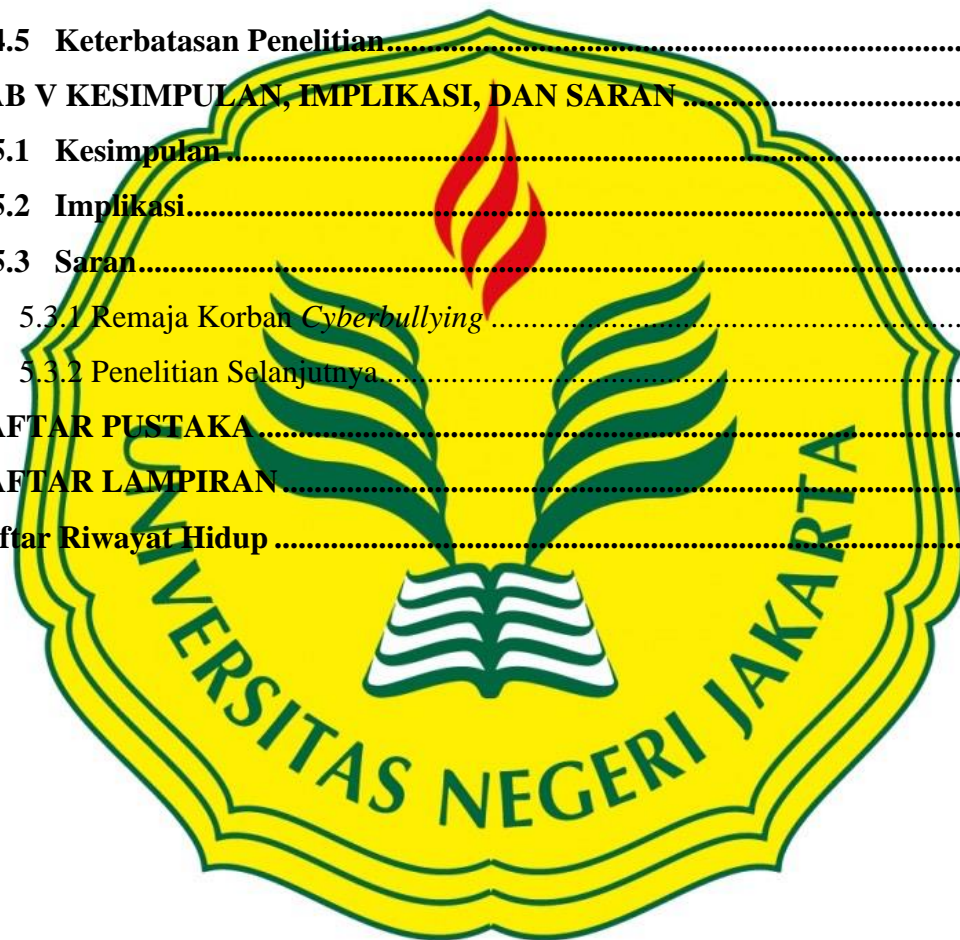 4.5 Keterbatasan Penelitian
AB V KESIMPULAN, IMPLIKASI, DAN SARAN
5.1 Kesimpulan
5.2 Implikasi
5.3 Saran
5.3.1 Remaja Korban Cyberbullying
5.3.2 Penelitian Selanjutnya
AFTAR PUSTAKA
AFTAR LAMPIRAN
ftar Riwayat Hidup
UNIVERSITAS NEGERI JAKARTA